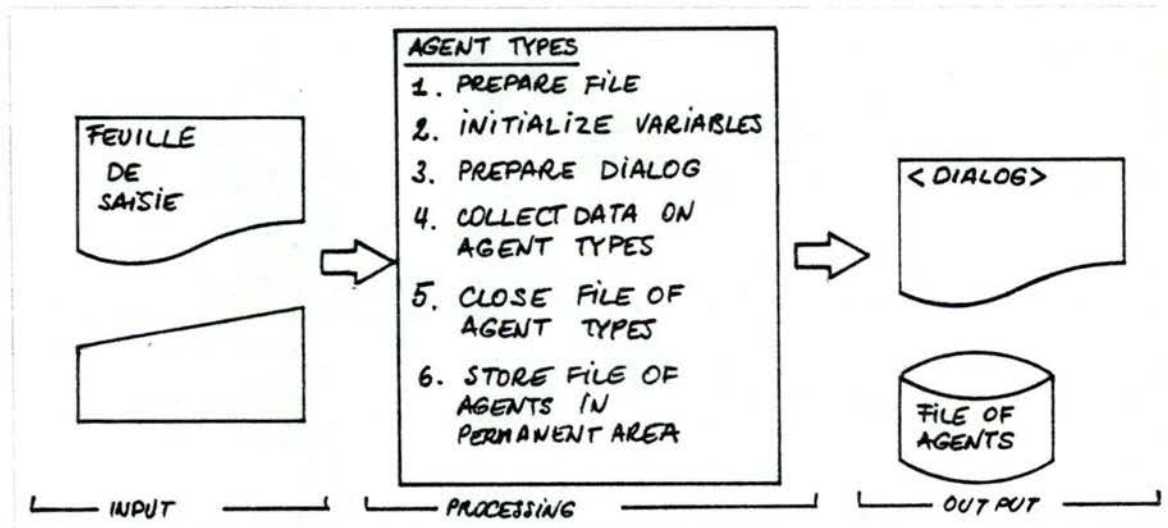 FEUILLE
DE
SAISIE
AGENT TYPES
1. PREPARE FILE
2. INITIALIZE VARIABLES
3. PREPARE DIALOG
4. COLLECT DATA ON
AGENT TYPES
5. CLOSE FILE OF
AGENT TYPES
6. STORE FILE OF
AGENTS IN
PERMANENT AREA
<DIALOG>
FILE OF
AGENTS
INPUT
PROCESSING
OUTPUT